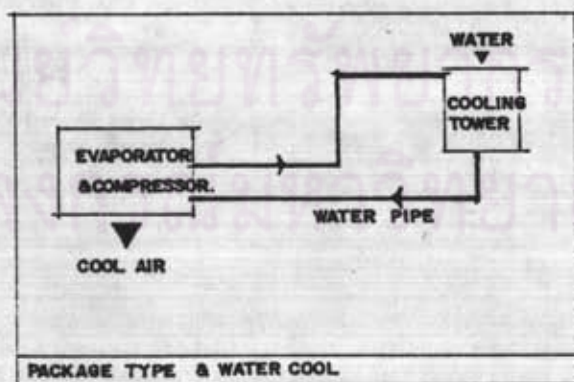 WATER
COOLING
TOWER
EVAPORATOR
&COMPRESSOR.
WATER PIPE
COOL AIR
PACKAGE TYPE & WATER COOL